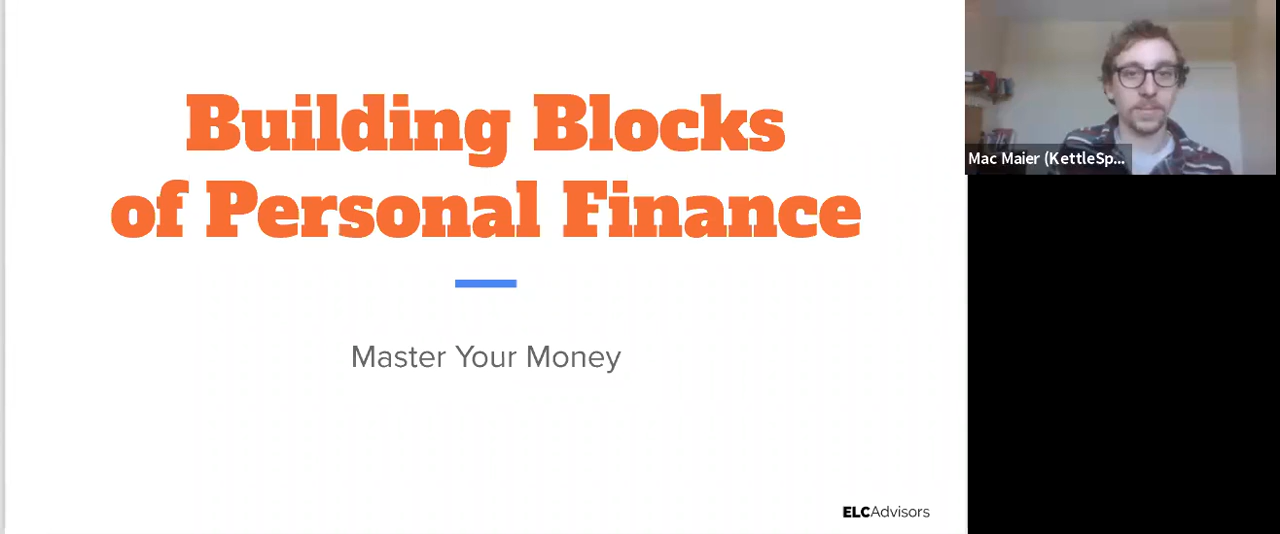 Building Blocks
of Personal Finance
Master Your Money
ELCAdvisors
Mac Maier (KettleSp...